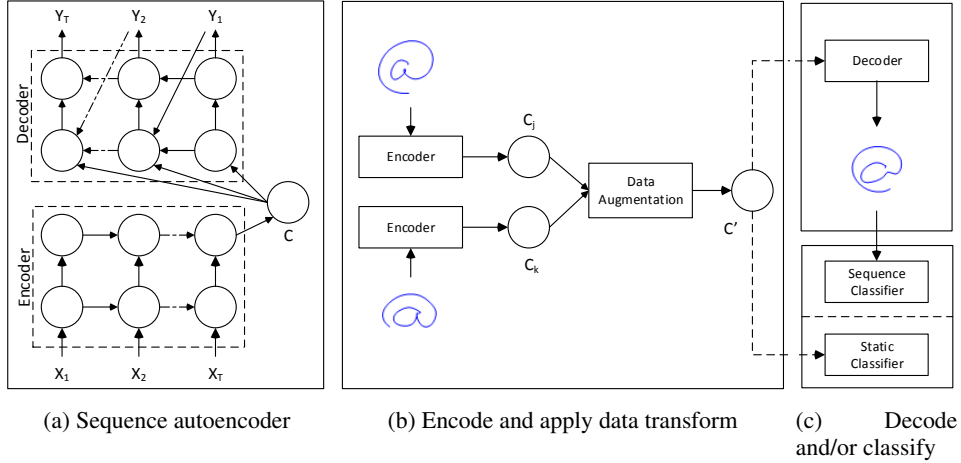 Y_T Y_2 Y_1
Decoder
C
Encoder
X_1 X_2 X_T
(a) Sequence autoencoder
@
Encoder
C_j
Data
Augmentation
C'
Encoder
C_k
@
(b) Encode and apply data transform
Decoder
@
Sequence
Classifier
Static
Classifier
(c) Decode
and/or classify